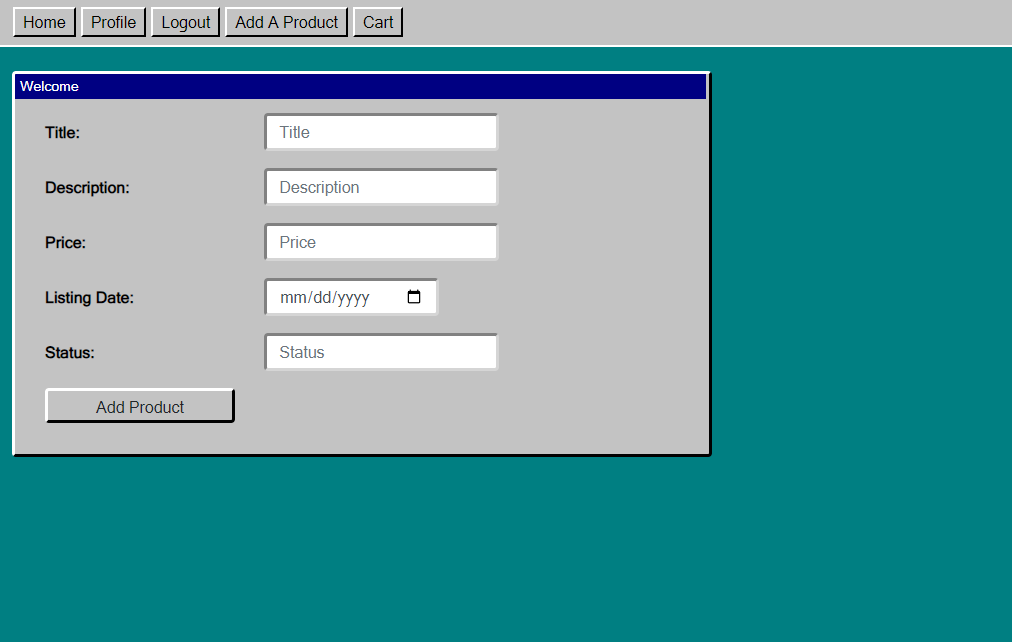 Home Profile Logout Add A Product Cart
Welcome
Title: Title
Description: Description
Price: Price
Listing Date: mm/dd/yyyy
Status: Status
Add Product